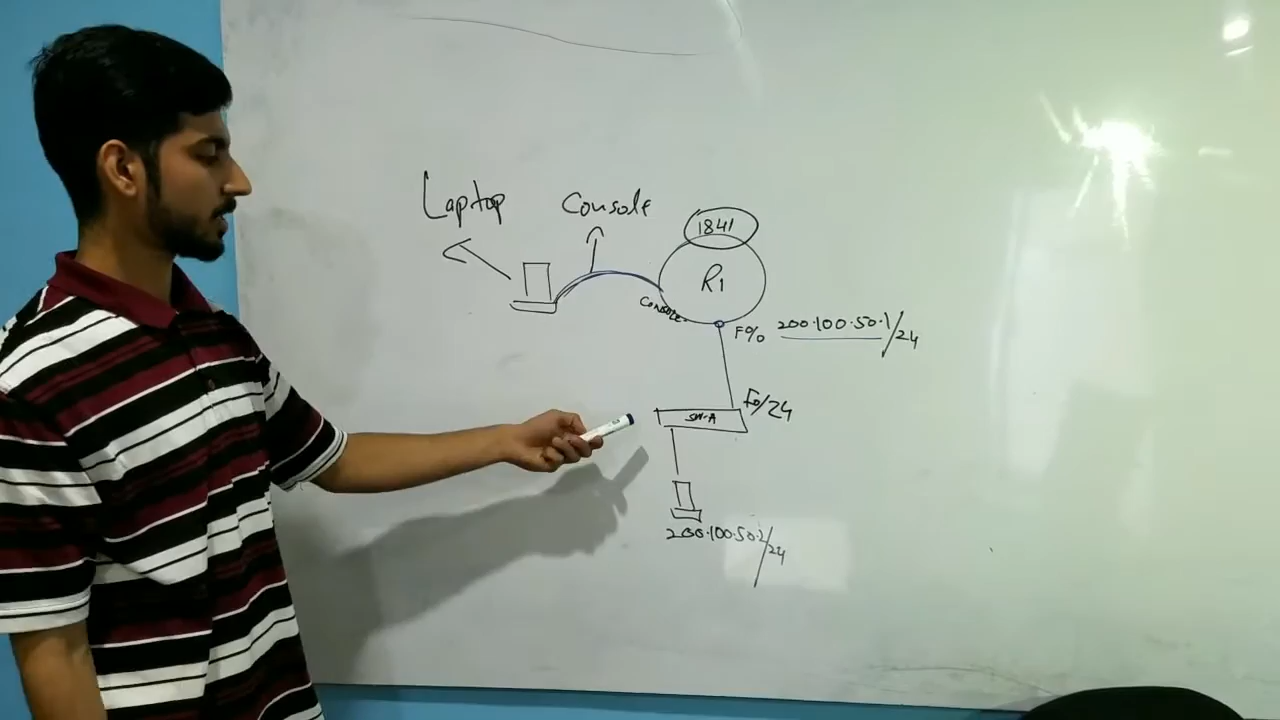 Laptop Console
1841
R1
Console
F0/0 200.100.50.1/24
F0/24
SW-A
200.100.50.2/24